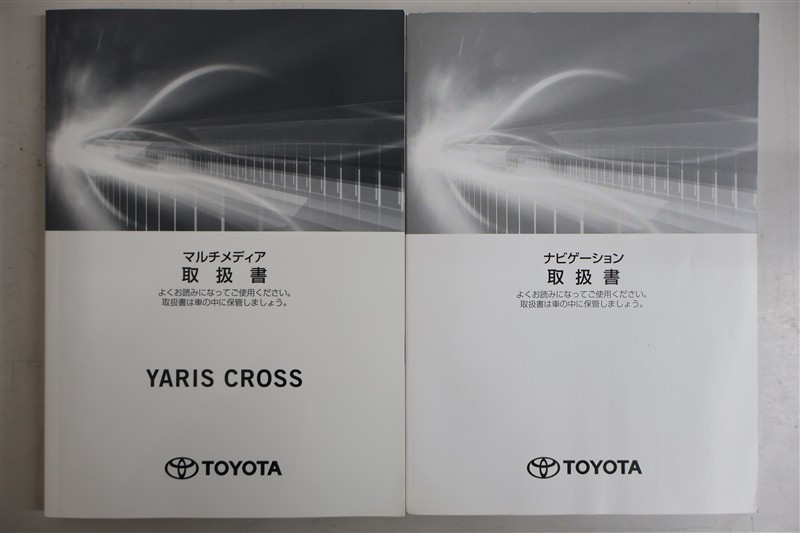 マルチメディア
取扱書
よくお読みになってご使用ください。
取扱書は車の中に保管しましょう。
YARIS CROSS
TOYOTA
ナビゲーション
取扱書
よくお読みになってご使用ください。
取扱書は車の中に保管しましょう。
TOYOTA